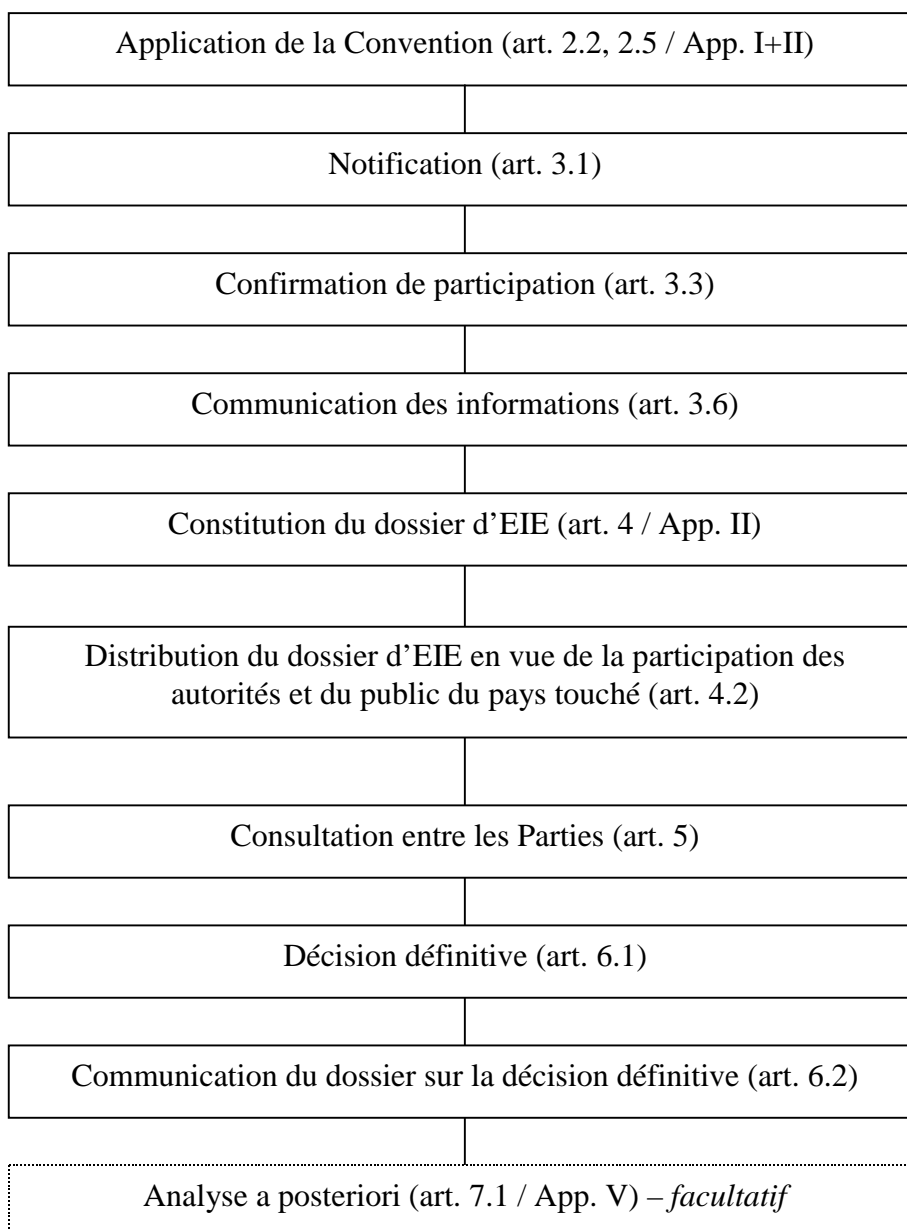 Application de la Convention (art. 2.2, 2.5 / App. I+II)
Notification (art. 3.1)
Confirmation de participation (art. 3.3)
Communication des informations (art. 3.6)
Constitution du dossier d’EIE (art. 4 / App. II)
Distribution du dossier d’EIE en vue de la participation des
autorités et du public du pays touché (art. 4.2)
Consultation entre les Parties (art. 5)
Décision définitive (art. 6.1)
Communication du dossier sur la décision définitive (art. 6.2)
Analyse a posteriori (art. 7.1 / App. V) – facultatif